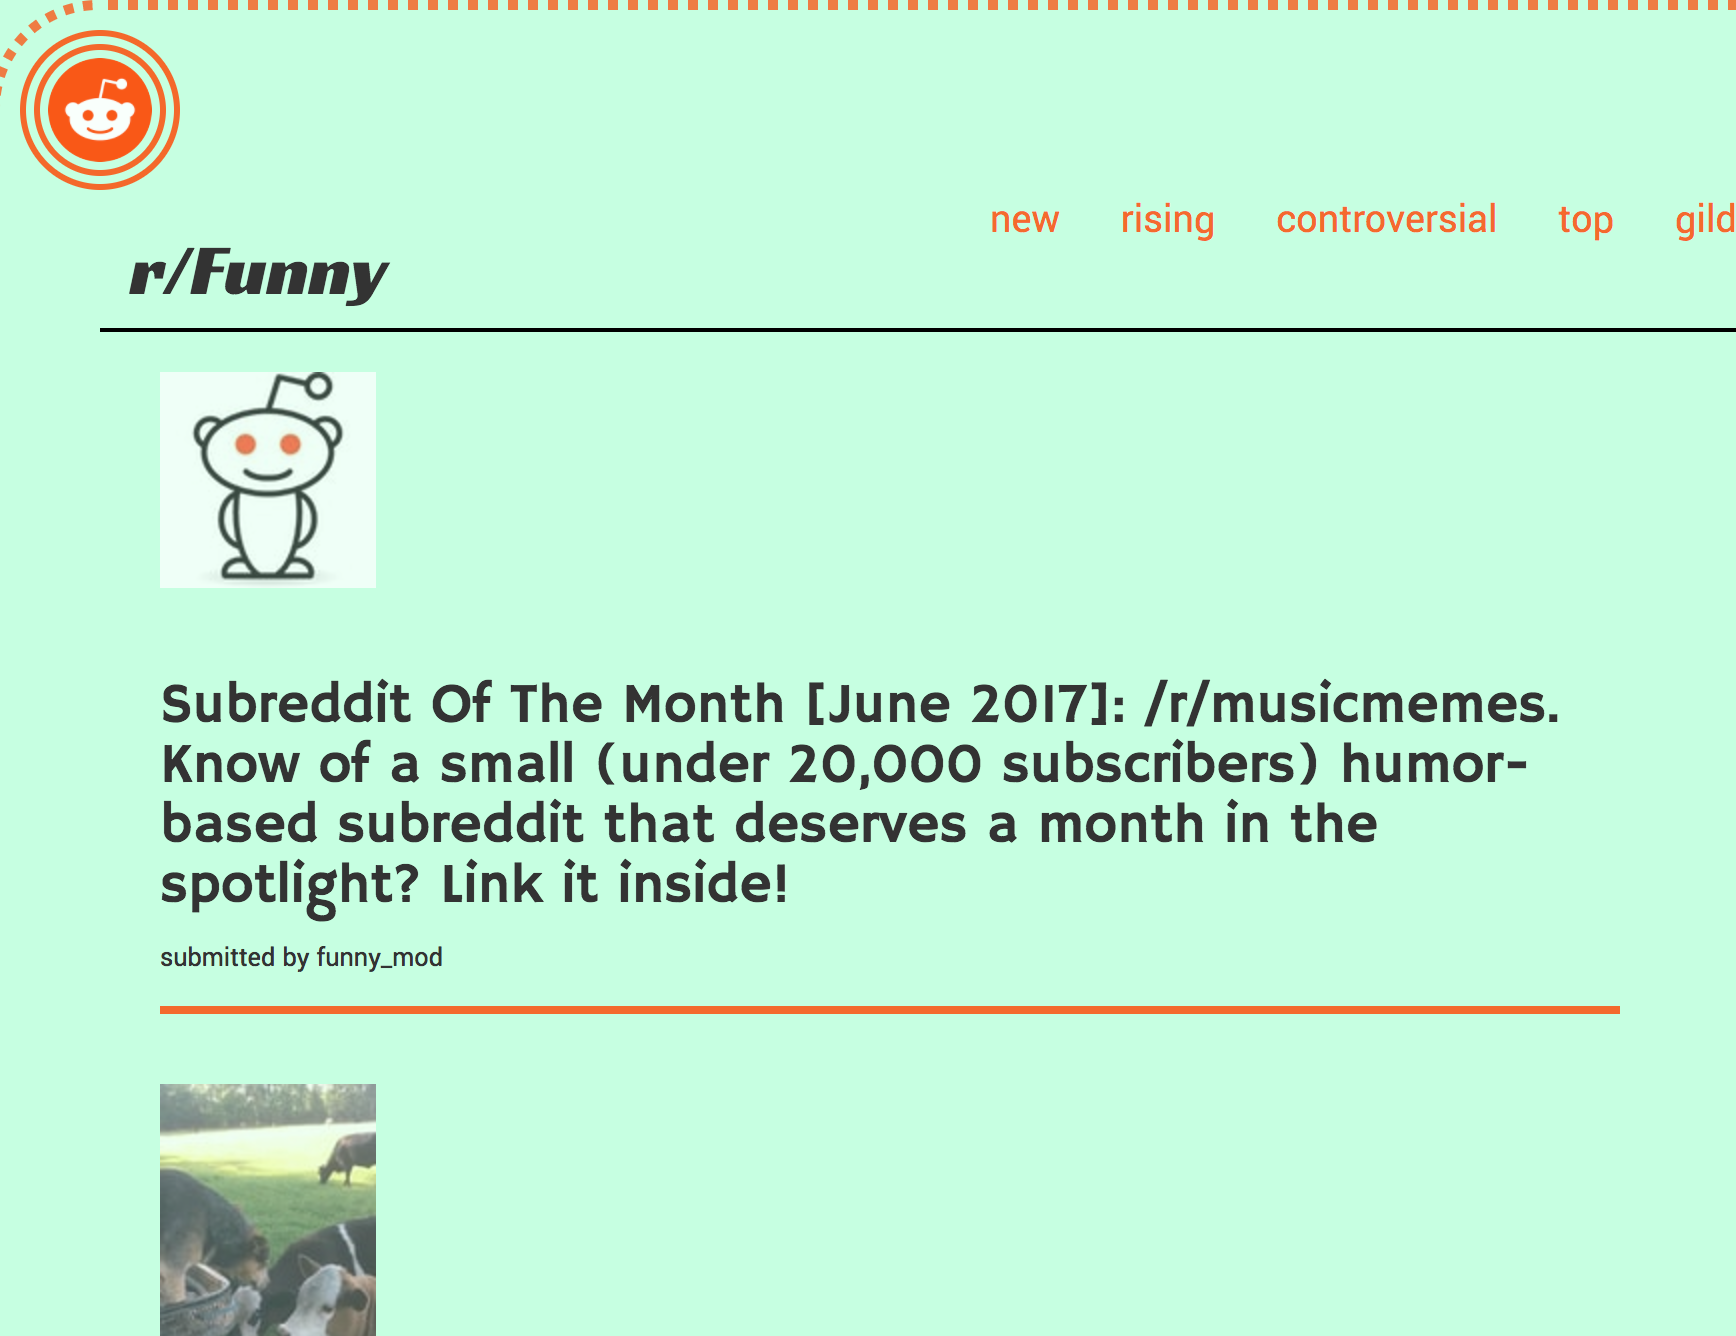 new rising controversial top gild
r/Funny
Subreddit Of The Month [June 2017]: /r/musicmemes.
Know of a small (under 20,000 subscribers) humor-
based subreddit that deserves a month in the
spotlight? Link it inside!
submitted by funny_mod